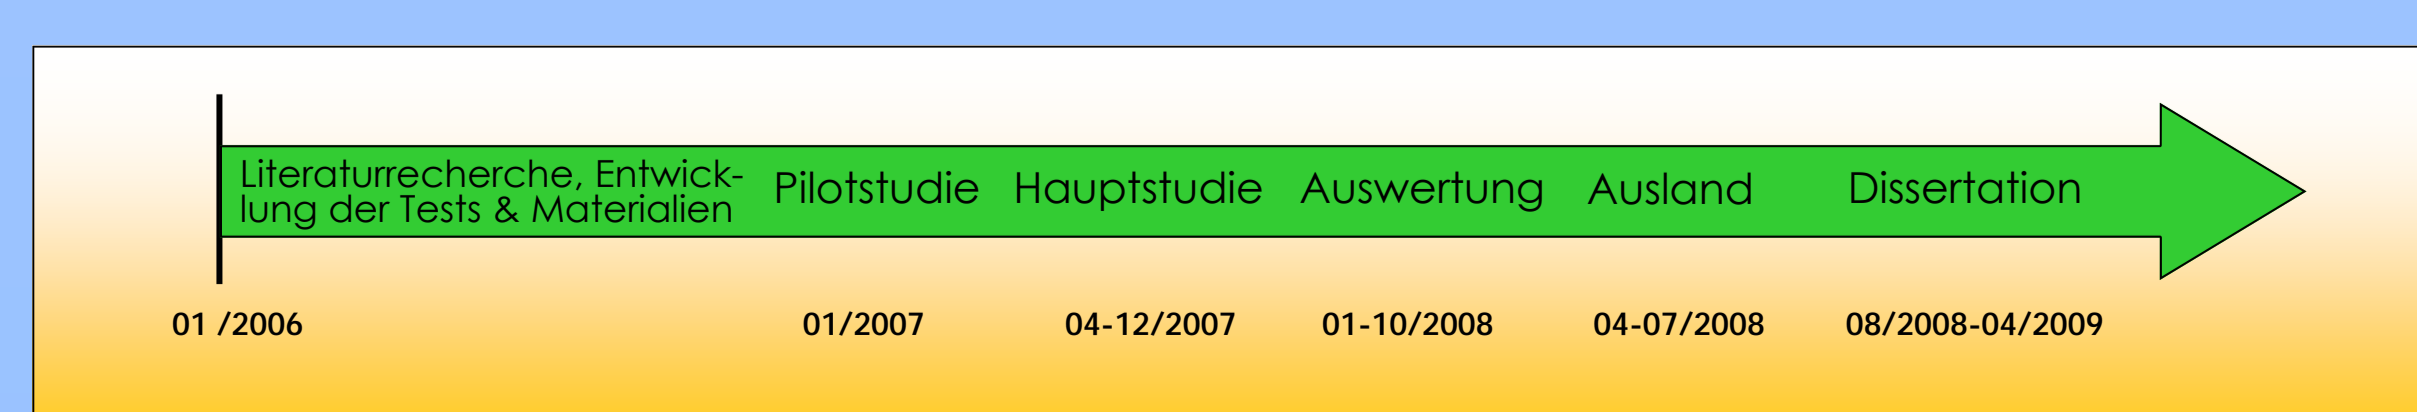 Literaturrecherche, Entwick-
lung der Tests & Materialien
Pilotstudie
Hauptstudie
Auswertung
Ausland
Dissertation
01 /2006
01/2007
04-12/2007
01-10/2008
04-07/2008
08/2008-04/2009